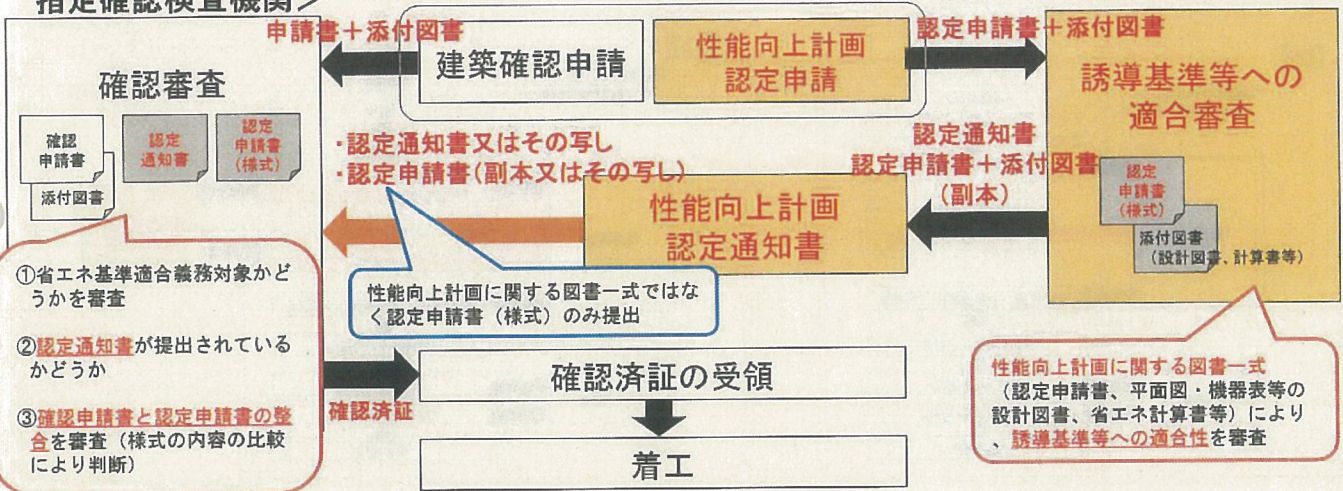 指定確認検査機関＞
申請書＋添付図書
建築確認申請
性能向上計画
認定申請
認定申請書＋添付図書
確認審査
確認
申請書
添付図書
認定
通知書
認定
申請書
（様式）
・認定通知書又はその写し
・認定申請書（副本又はその写し）
性能向上計画
認定通知書
認定通知書
認定申請書＋添付図書
（副本）
誘導基準等への
適合審査
認定
申請書
（様式）
添付図書
（設計図書、計算書等）
①省エネ基準適合義務対象かど
うかを審査
②認定通知書が提出されている
かどうか
③確認申請書と認定申請書の整
合を審査（様式の内容の比較
により判断）
性能向上計画に関する図書一式ではな
く認定申請書（様式）のみ提出
確認済証
確認済証の受領
着工
性能向上計画に関する図書一式
（認定申請書、平面図・機器表等の
設計図書、省エネ計算書等）により
、誘導基準等への適合性を審査